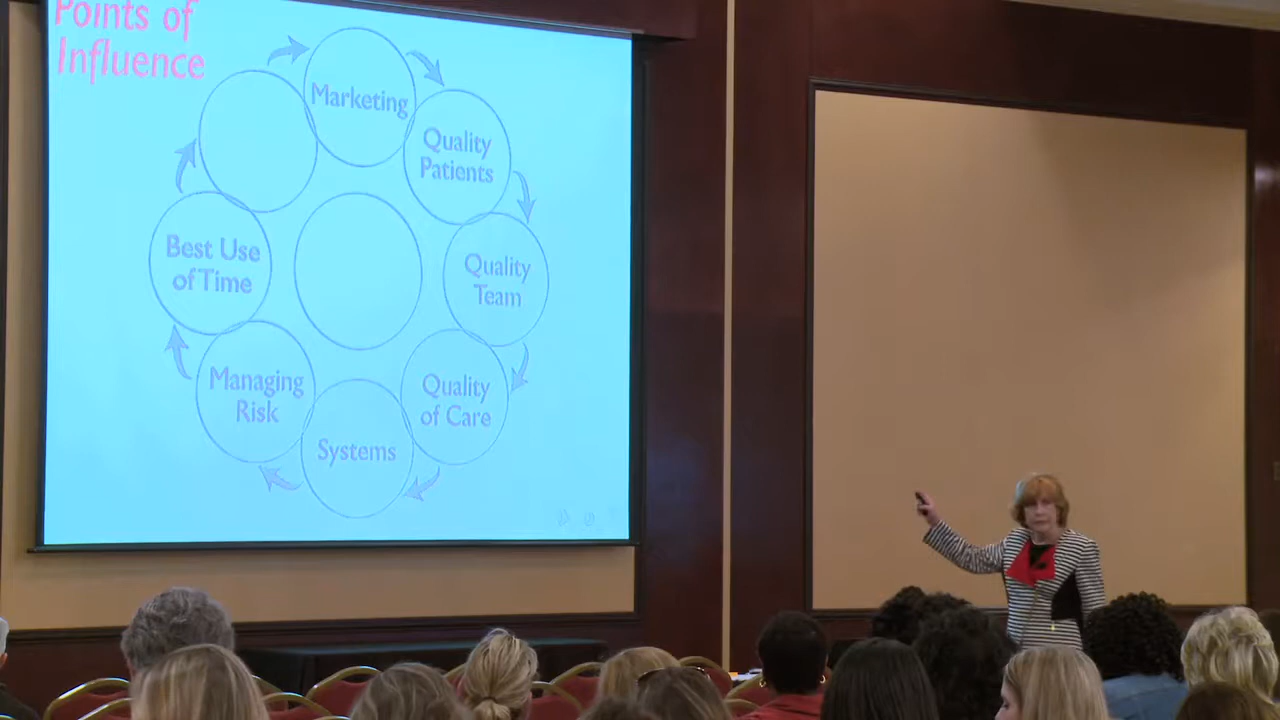 Points of
Influence
Marketing
Quality
Patients
Quality
Team
Quality
of Care
Systems
Managing
Risk
Best Use
of Time